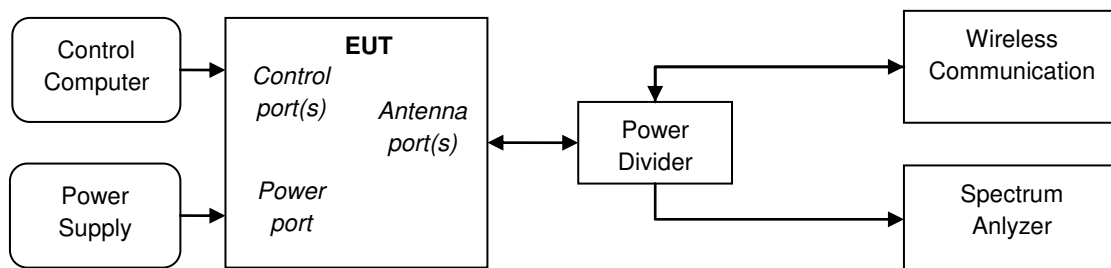 Control
Computer
EUT
Control
port(s)
Antenna
port(s)
Power
port
Power
Supply
Power
Divider
Wireless
Communication
Spectrum
Anlyzer